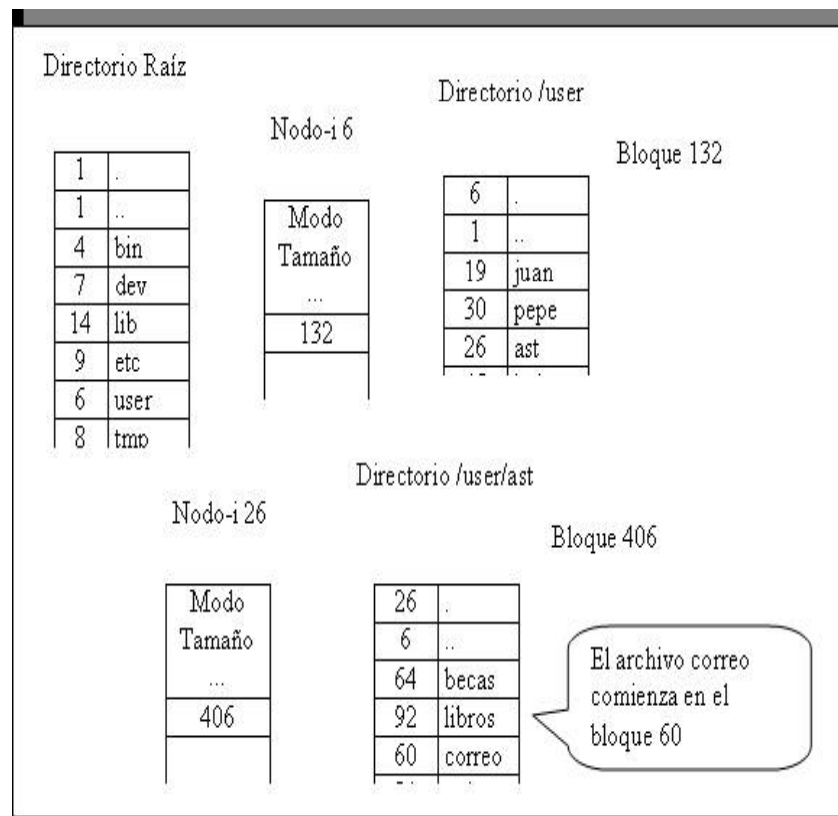 Directorio Raíz
1 .
1 ..
4 bin
7 dev
14 lib
9 etc
6 user
8 tmp
Nodo-i 6
Modo
Tamaño
...
132
Directorio /user
Bloque 132
6 .
1 ..
19 juan
30 pepe
26 ast
Nodo-i 26
Modo
Tamaño
...
406
Directorio /user/ast
Bloque 406
26 .
6 ..
64 becas
92 libros
60 correo
El archivo correo
comienza en el
bloque 60